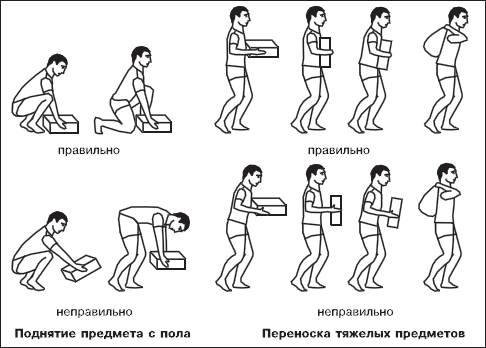 правильно
правильно
неправильно
неправильно
Поднятие предмета с пола
Переноска тяжелых предметов